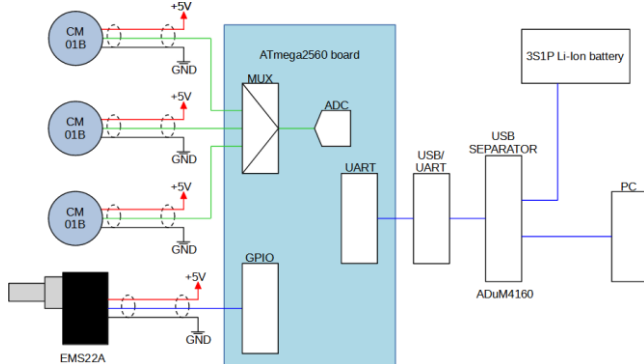 CM
01B
+5V
GND
CM
01B
+5V
GND
CM
01B
+5V
GND
EMS22A
+5V
GND
ATmega2560 board
MUX
ADC
UART
GPIO
USB/
UART
USB
SEPARATOR
ADuM4160
3S1P Li-Ion battery
PC